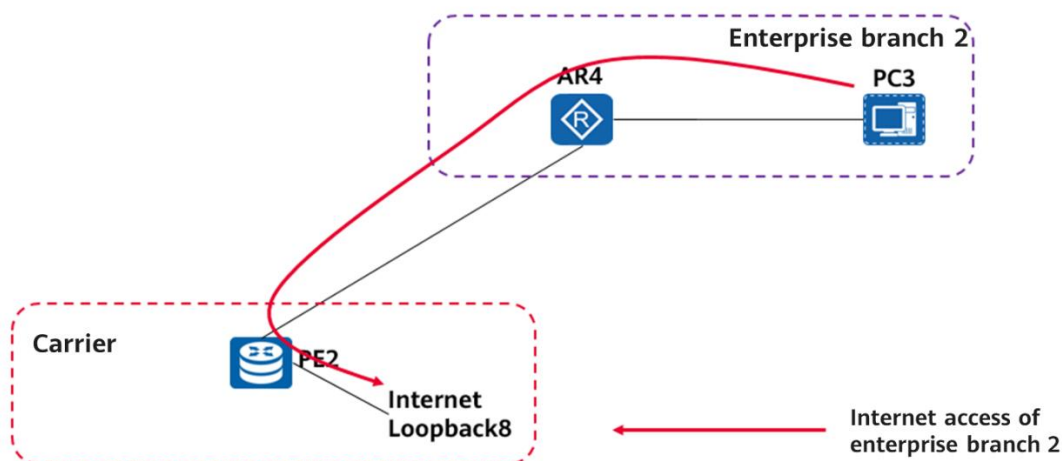 Enterprise branch 2
AR4
PC3
R
Carrier
PE2
Internet
Loopback8
Internet access of
enterprise branch 2